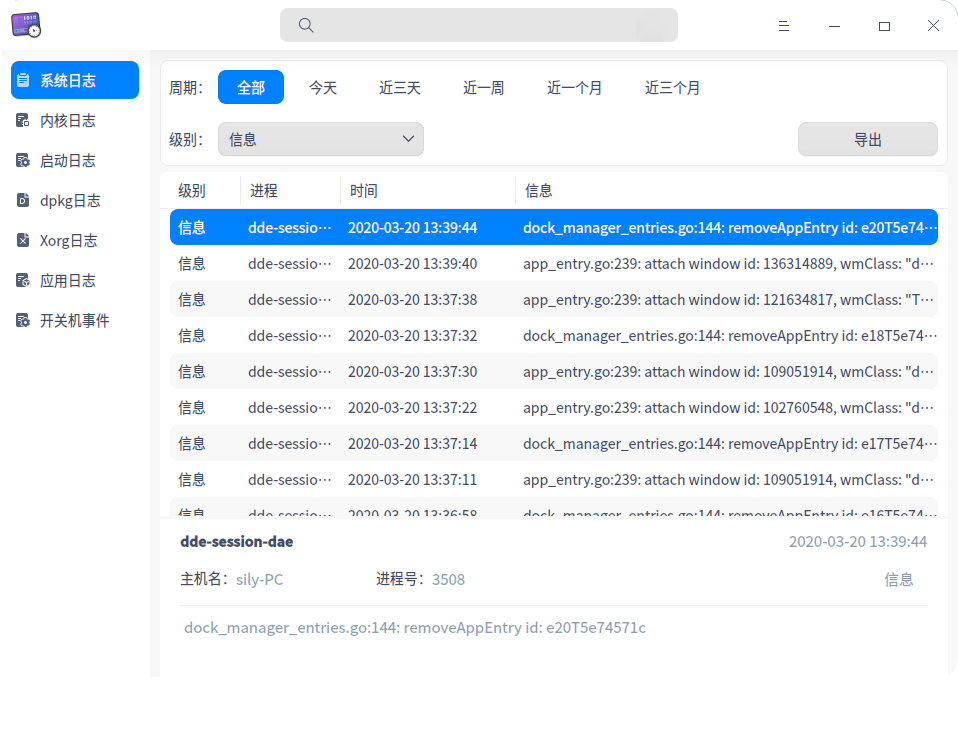 系统日志
内核日志
启动日志
dpkg日志
Xorg日志
应用日志
开关机事件
周期： 全部 今天 近三天 近一周 近一个月 近三个月
级别： 信息 导出
级别 进程 时间 信息
信息 dde-sessio··· 2020-03-20 13:39:44 dock_manager_entries.go:144: removeAppEntry id: e20T5e74···
信息 dde-sessio··· 2020-03-20 13:39:40 app_entry.go:239: attach window id: 136314889, wmClass: "d···
信息 dde-sessio··· 2020-03-20 13:37:38 app_entry.go:239: attach window id: 121634817, wmClass: "T···
信息 dde-sessio··· 2020-03-20 13:37:32 dock_manager_entries.go:144: removeAppEntry id: e18T5e74···
信息 dde-sessio··· 2020-03-20 13:37:30 app_entry.go:239: attach window id: 109051914, wmClass: "d···
信息 dde-sessio··· 2020-03-20 13:37:22 app_entry.go:239: attach window id: 102760548, wmClass: "d···
信息 dde-sessio··· 2020-03-20 13:37:14 dock_manager_entries.go:144: removeAppEntry id: e17T5e74···
信息 dde-sessio··· 2020-03-20 13:37:11 app_entry.go:239: attach window id: 109051914, wmClass: "d···
信息 dde-sessio··· 2020-03-20 13:36:58 dock_manager_entries.go:144: removeAppEntry id: e16T5e74···
dde-session-dae 2020-03-20 13:39:44
主机名： sily-PC 进程号： 3508 信息
dock_manager_entries.go:144: removeAppEntry id: e20T5e74571c